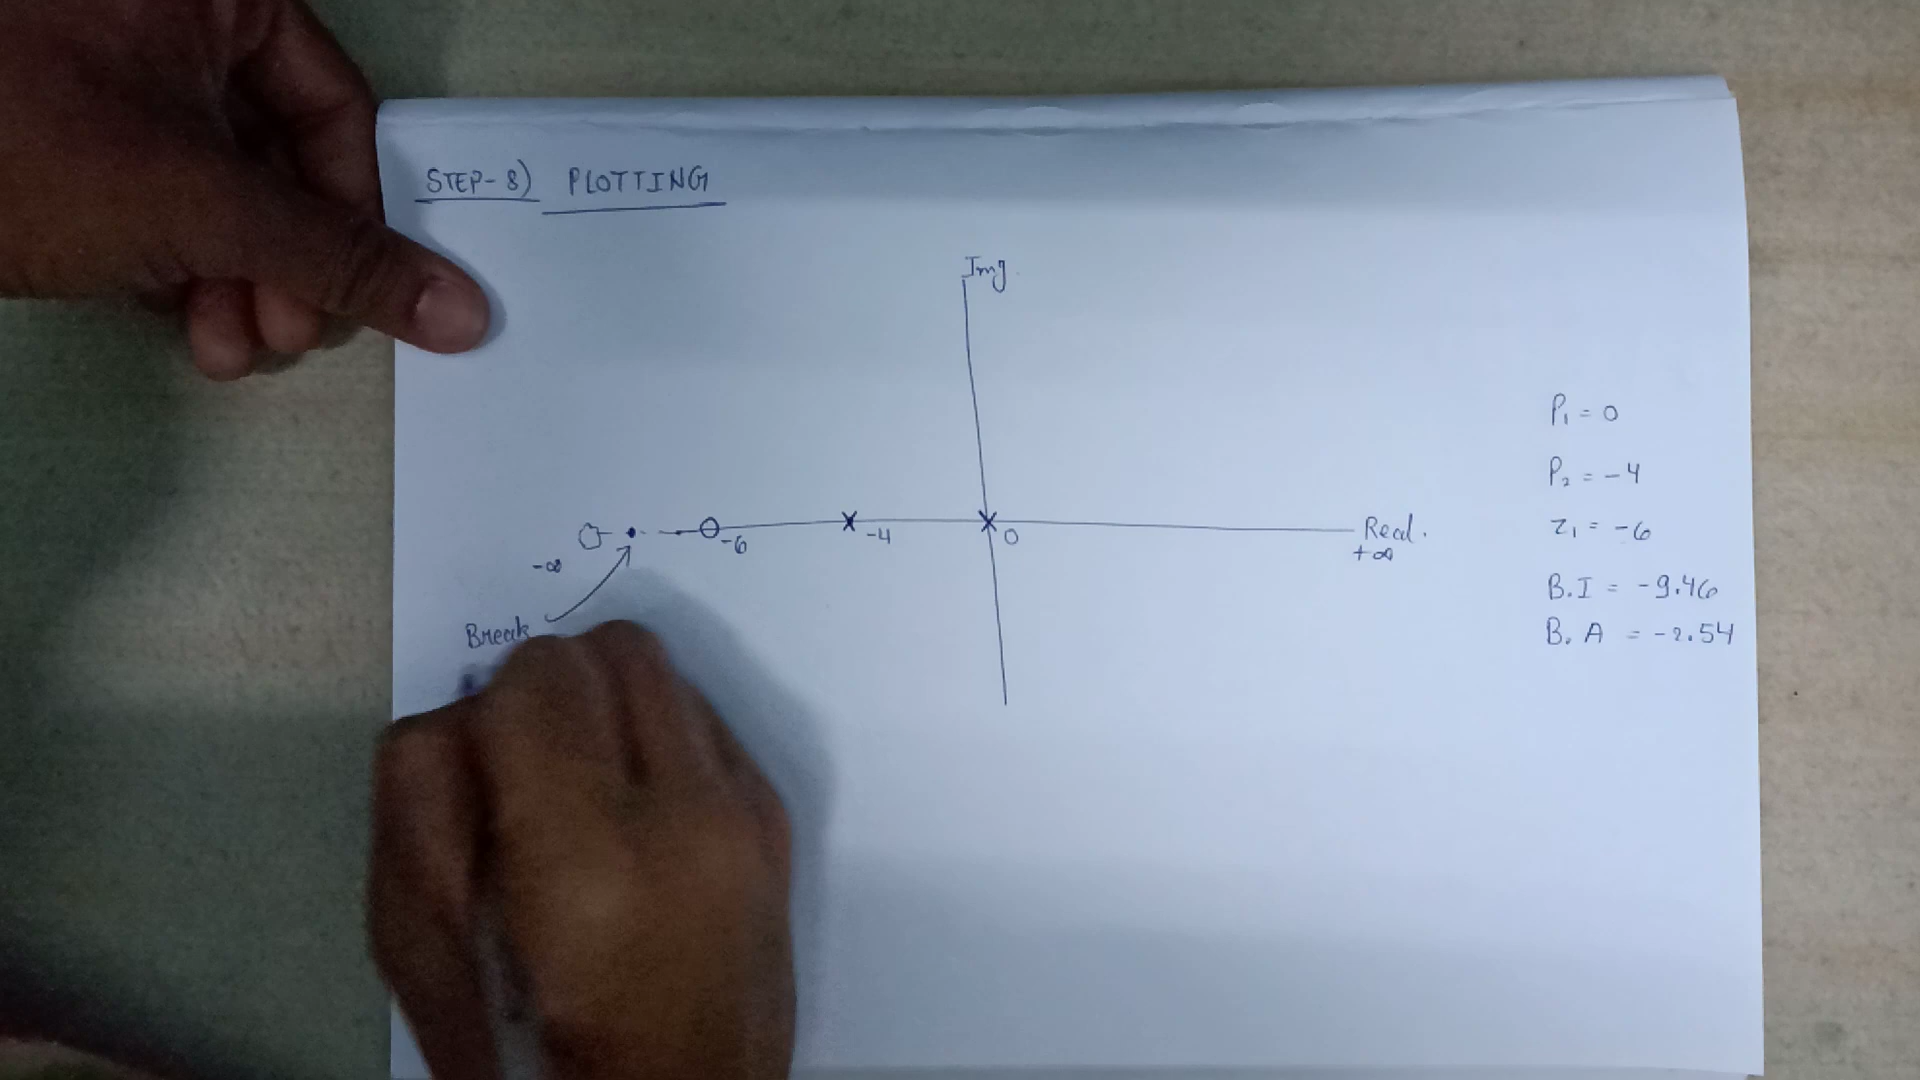 STEP-8) PLOTTING
Img.
P₁ = 0
P₂ = -4
Z₁ = -6
B.I = -9.46
B.A = -2.54
-6
-4
0
Real.
-∞
+∞
Break